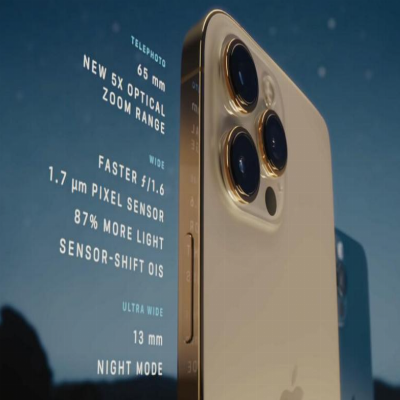 TELEPHOTO
65 mm
NEW 5X OPTICAL
ZOOM RANGE
WIDE
FASTER ƒ/1.6
1.7 µm PIXEL SENSOR
87% MORE LIGHT
SENSOR-SHIFT OIS
ULTRA WIDE
13 mm
NIGHT MODE